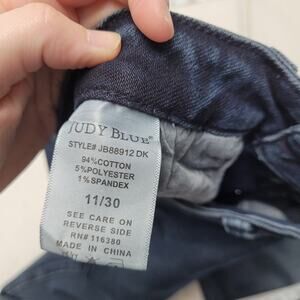 JUDY BLUE®
STYLE# JB88912 DK
94%COTTON
5%POLYESTER
1%SPANDEX
11/30
SEE CARE ON
REVERSE SIDE
RN# 116380
MADE IN CHINA